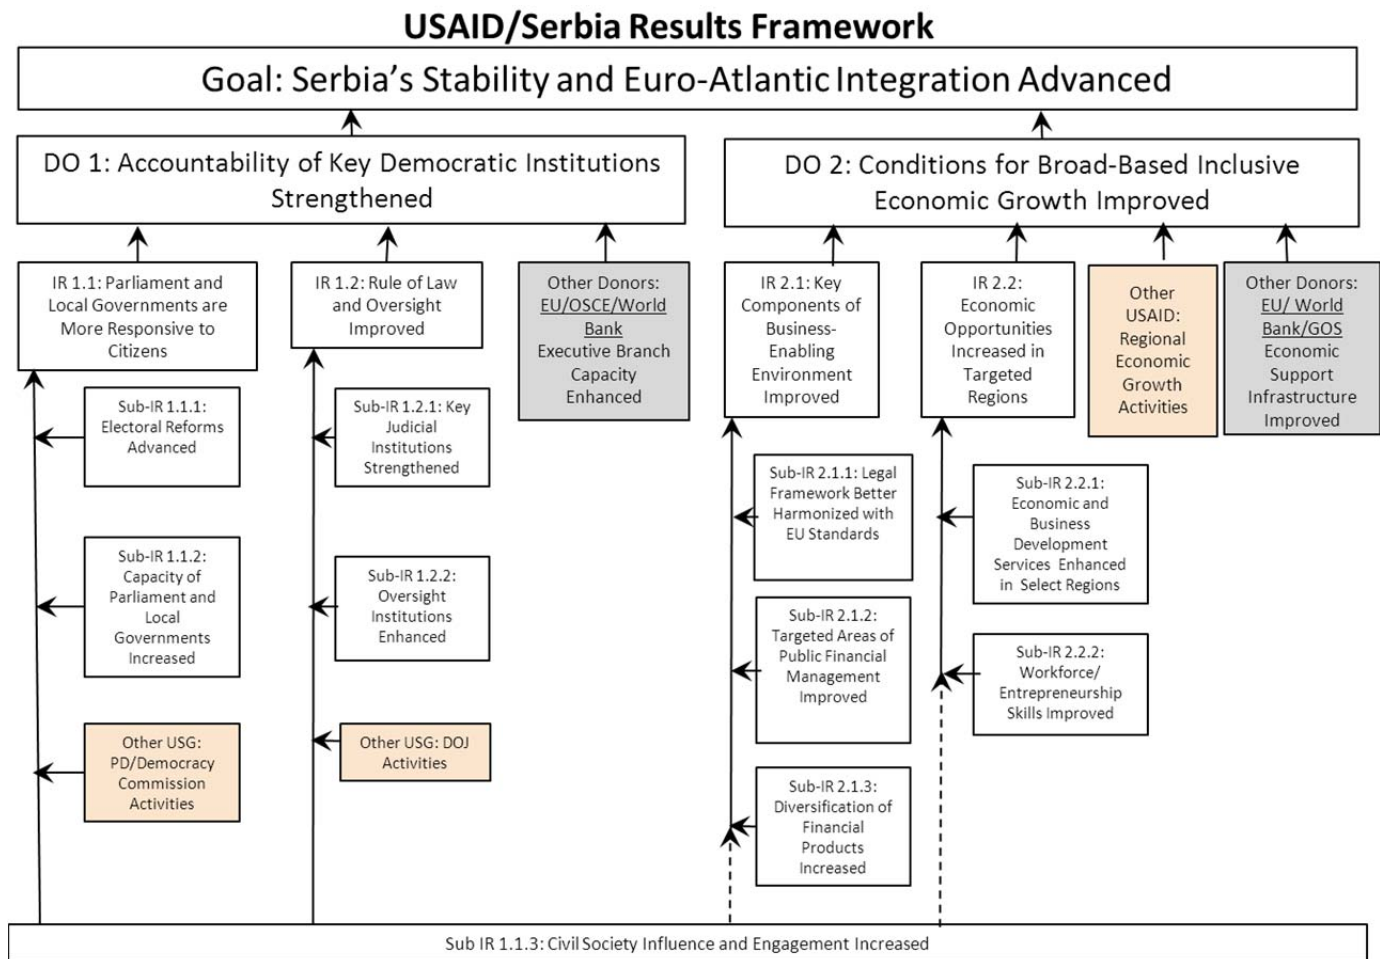 USAID/Serbia Results Framework
Goal: Serbia's Stability and Euro-Atlantic Integration Advanced
DO 1: Accountability of Key Democratic Institutions
Strengthened
DO 2: Conditions for Broad-Based Inclusive
Economic Growth Improved
IR 1.1: Parliament and
Local Governments are
More Responsive to
Citizens
IR 1.2: Rule of Law
and Oversight
Improved
Other Donors:
EU/OSCE/World
Bank
Executive Branch
Capacity
Enhanced
IR 2.1: Key
Components of
Business-
Enabling
Environment
Improved
IR 2.2:
Economic
Opportunities
Increased in
Targeted
Regions
Other
USAID:
Regional
Economic
Growth
Activities
Other Donors:
EU/ World
Bank/GOS
Economic
Support
Infrastructure
Improved
Sub-IR 1.1.1:
Electoral Reforms
Advanced
Sub-IR 1.2.1: Key
Judicial
Institutions
Strengthened
Sub-IR 2.1.1: Legal
Framework Better
Harmonized with
EU Standards
Sub-IR 2.2.1:
Economic and
Business
Development
Services Enhanced
in Select Regions
Sub-IR 1.1.2:
Capacity of
Parliament and
Local
Governments
Increased
Sub-IR 1.2.2:
Oversight
Institutions
Enhanced
Sub-IR 2.1.2:
Targeted Areas of
Public Financial
Management
Improved
Sub-IR 2.2.2:
Workforce/
Entrepreneurship
Skills Improved
Other USG:
PD/Democracy
Commission
Activities
Other USG: DOJ
Activities
Sub-IR 2.1.3:
Diversification of
Financial
Products
Increased
Sub IR 1.1.3: Civil Society Influence and Engagement Increased